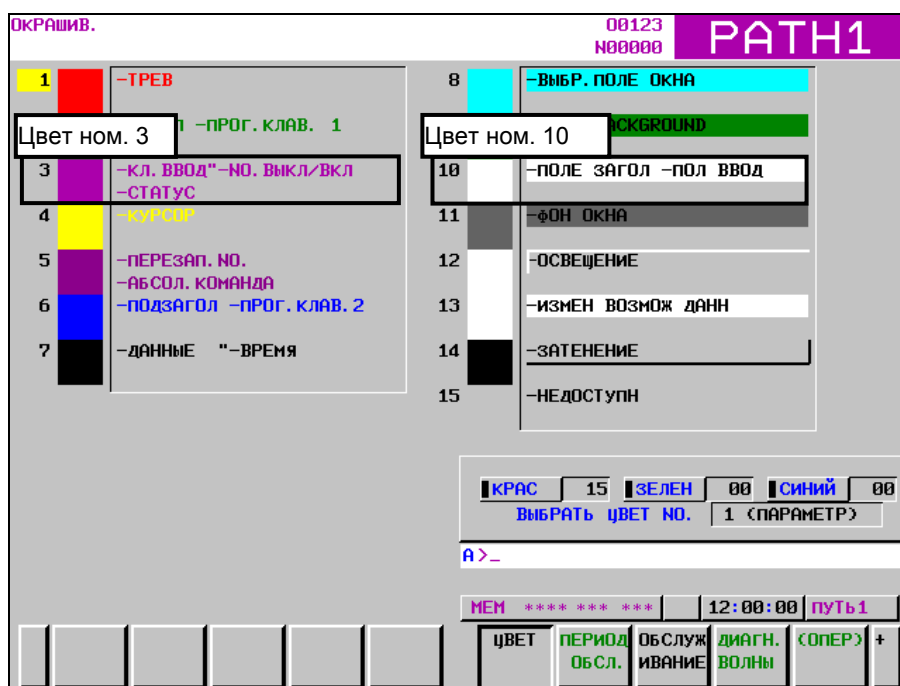 ОКРАШИВ.
O0123
N00000
PATH1
1 -ТРЕВ
-ПРОГ.КЛАВ. 1
Цвет ном. 3
3 -КЛ.ВВОД"-NO.ВЫКЛ/ВКЛ
-СТАТУС
4 -КУРСОР
5 -ПЕРЕЗАП.NO.
-АБСОЛ.КОМАНДА
6 -ПОДЗАГОЛ -ПРОГ.КЛАВ.2
7 -ДАННЫЕ "-ВРЕМЯ
8 -ВЫБР.ПОЛЕ ОКНА
ACKGROUND
Цвет ном. 10
10 -ПОЛЕ ЗАГОЛ -ПОЛ ВВОД
11 -ФОН ОКНА
12 -ОСВЕЩЕНИЕ
13 -ИЗМЕН ВОЗМОЖ ДАНН
14 -ЗАТЕНЕНИЕ
15 -НЕДОСТУПН
КРАС 15 ЗЕЛЕН 00 СИНИЙ 00
ВЫБРАТЬ ЦВЕТ NO. 1 (ПАРАМЕТР)
A>_
MEM **** *** *** 12:00:00 ПУТЬ1
ЦВЕТ
ПЕРИОД ОБСЛ.
ОБСЛУЖ ИВАНИЕ
ДИАГН. ВОЛНЫ
(ОПЕР)
+